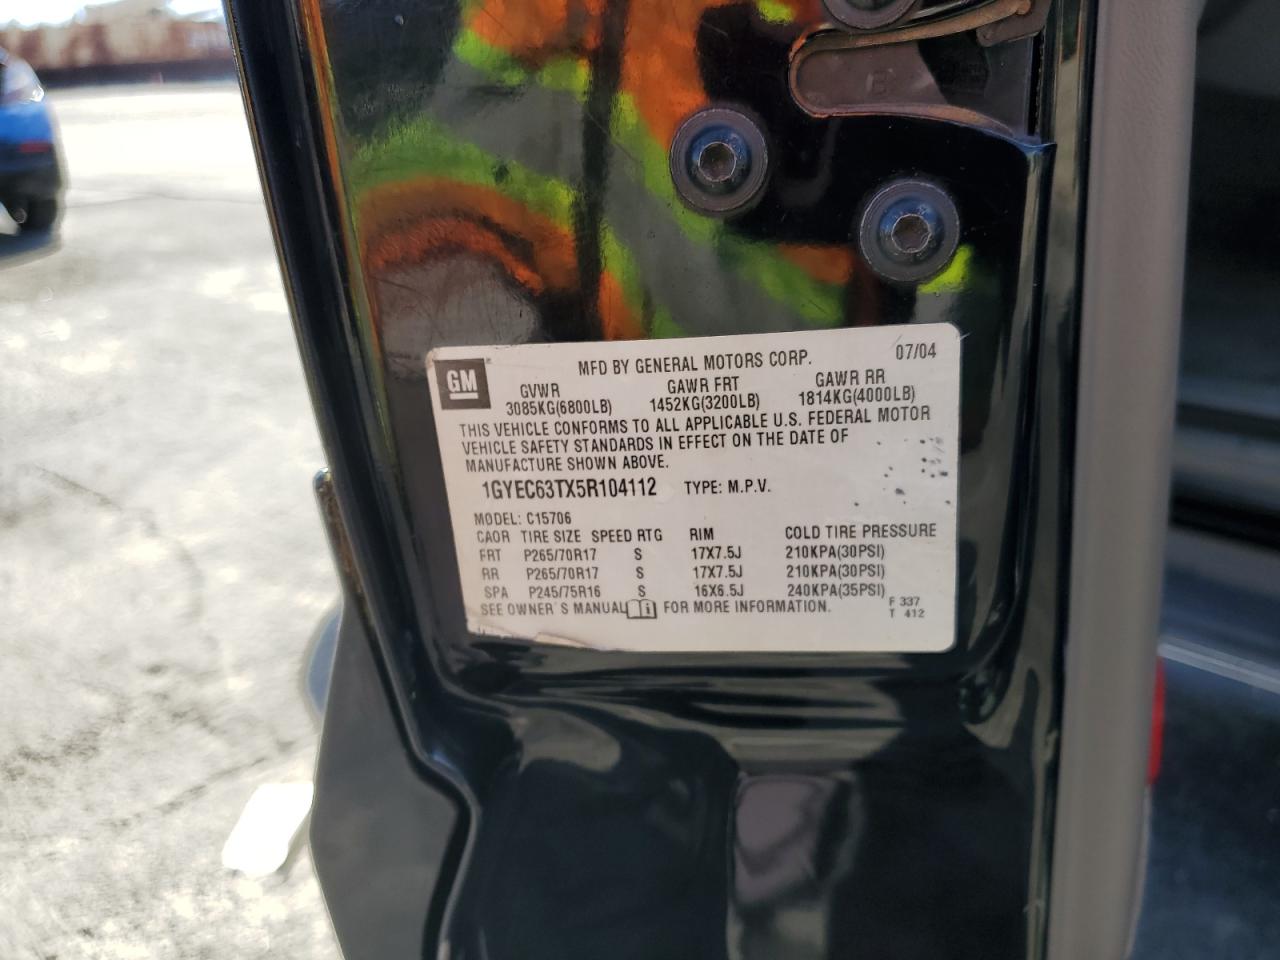 MFD BY GENERAL MOTORS CORP. 07/04
GM
GVWR GAWR FRT GAWR RR
3085KG(6800LB) 1452KG(3200LB) 1814KG(4000LB)
THIS VEHICLE CONFORMS TO ALL APPLICABLE U.S. FEDERAL MOTOR
VEHICLE SAFETY STANDARDS IN EFFECT ON THE DATE OF
MANUFACTURE SHOWN ABOVE.
1GYEC63TX5R104112 TYPE: M.P.V.
MODEL: C15706
CAOR TIRE SIZE SPEED RTG RIM COLD TIRE PRESSURE
FRT P265/70R17 S 17X7.5J 210KPA(30PSI)
RR P265/70R17 S 17X7.5J 210KPA(30PSI)
SPA P245/75R16 S 16X6.5J 240KPA(35PSI)
SEE OWNER'S MANUAL i FOR MORE INFORMATION. F 337
T 412